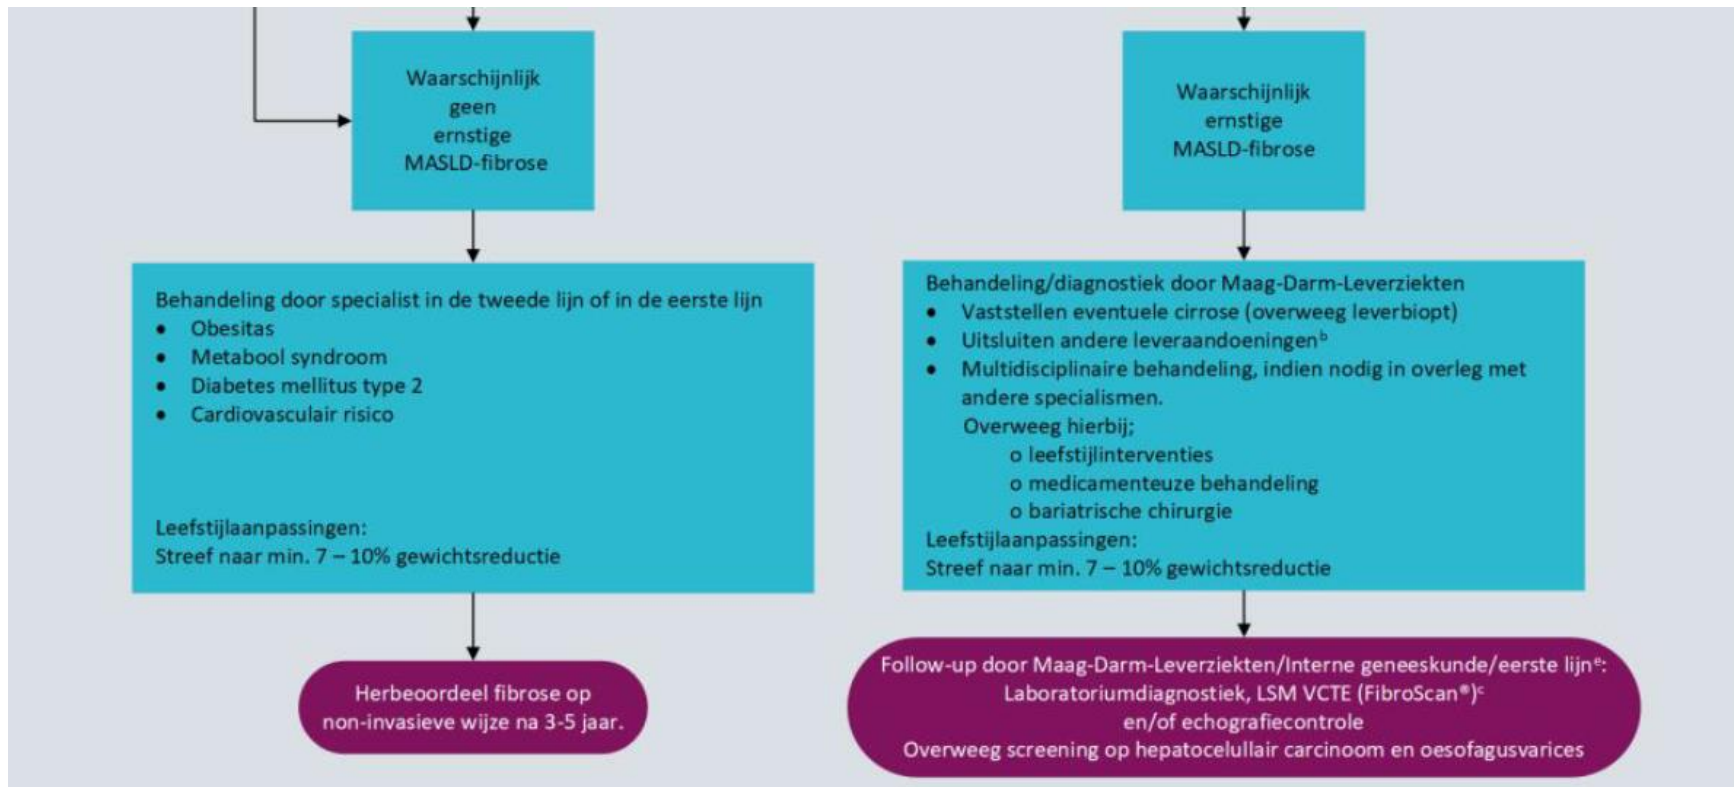 Waarschijnlijk
geen
ernstige
MASLD-fibrose
Behandeling door specialist in de tweede lijn of in de eerste lijn
• Obesitas
• Metabool syndroom
• Diabetes mellitus type 2
• Cardiovasculair risico
Leefstijlaanpassingen:
Streef naar min. 7 – 10% gewichtsreductie
Herbeoordeel fibrose op
non-invasieve wijze na 3-5 jaar.
Waarschijnlijk
ernstige
MASLD-fibrose
Behandeling/diagnostiek door Maag-Darm-Leverziekten
• Vaststellen eventuele cirrose (overweeg leverbiopt)
• Uitsluiten andere leveraandoeningenᵇ
• Multidisciplinaire behandeling, indien nodig in overleg met
andere specialismen.
Overweeg hierbij;
o leefstijlinterventies
o medicamenteuze behandeling
o bariatrische chirurgie
Leefstijlaanpassingen:
Streef naar min. 7 – 10% gewichtsreductie
Follow-up door Maag-Darm-Leverziekten/Interne geneeskunde/eerste lijnᵉ:
Laboratoriumdiagnostiek, LSM VCTE (FibroScan®)ᶜ
en/of echografiecontrole
Overweeg screening op hepatocelullair carcinoom en oesofagusvarices